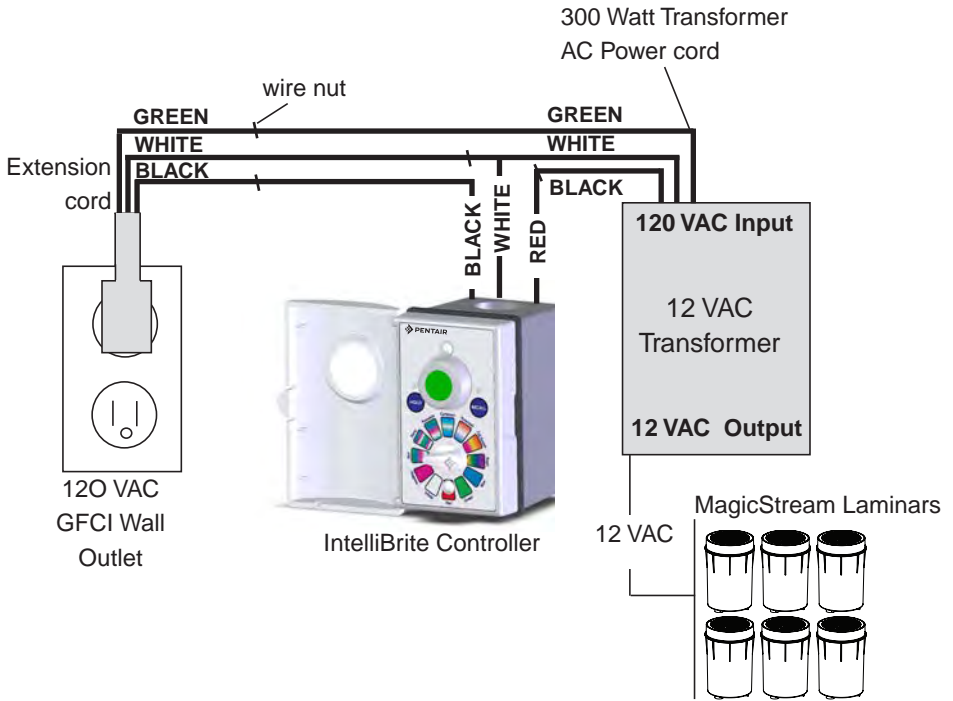 300 Watt Transformer
AC Power cord
wire nut
GREEN
GREEN
WHITE
WHITE
Extension
cord
BLACK
BLACK
BLACK
WHITE
RED
120 VAC Input
12 VAC
Transformer
12 VAC Output
PENTAIR
HOLD
RECALL
12O VAC
GFCI Wall
Outlet
IntelliBrite Controller
12 VAC
MagicStream Laminars